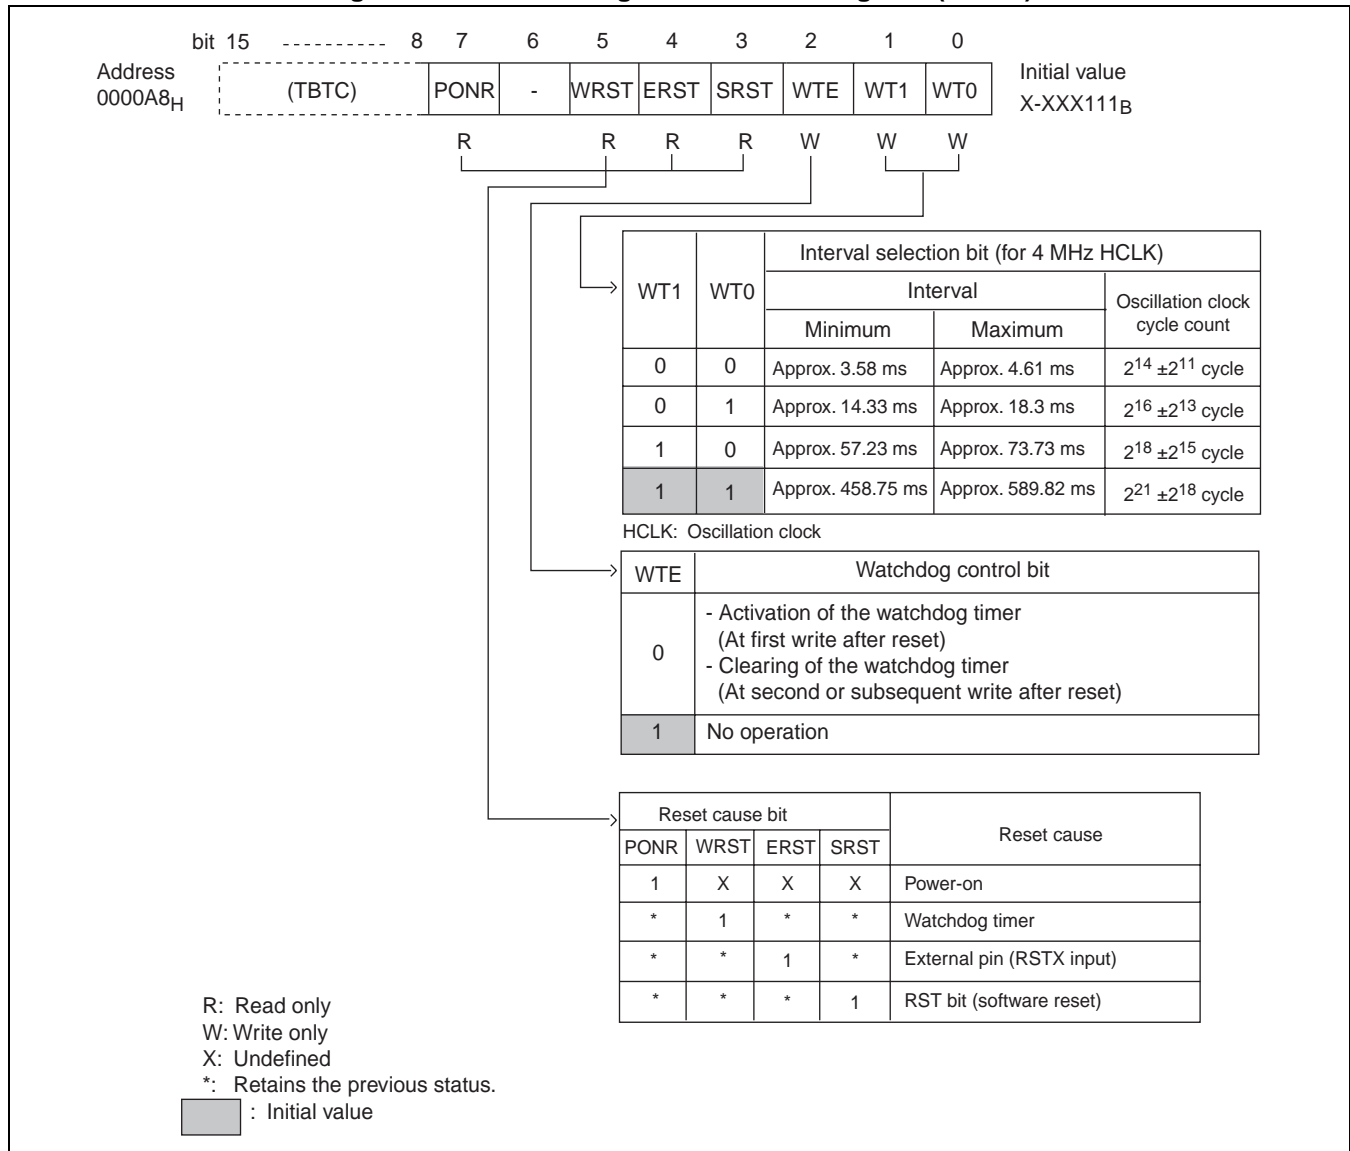 bit 15 8 7 6 5 4 3 2 1 0
Address 0000A8H
(TBTC) PONR - WRST ERST SRST WTE WT1 WT0
Initial value X-XXX111B
R R R R W W W
WT1 WT0 Interval selection bit (for 4 MHz HCLK)
Interval
Oscillation clock cycle count
Minimum Maximum
0 0 Approx. 3.58 ms Approx. 4.61 ms 2^14 ±2^11 cycle
0 1 Approx. 14.33 ms Approx. 18.3 ms 2^16 ±2^13 cycle
1 0 Approx. 57.23 ms Approx. 73.73 ms 2^18 ±2^15 cycle
1 1 Approx. 458.75 ms Approx. 589.82 ms 2^21 ±2^18 cycle
HCLK: Oscillation clock
WTE Watchdog control bit
0
- Activation of the watchdog timer
(At first write after reset)
- Clearing of the watchdog timer
(At second or subsequent write after reset)
1 No operation
Reset cause bit Reset cause
PONR WRST ERST SRST
1 X X X Power-on
* 1 * * Watchdog timer
* * 1 * External pin (RSTX input)
* * * 1 RST bit (software reset)
R: Read only
W: Write only
X: Undefined
*: Retains the previous status.
: Initial value